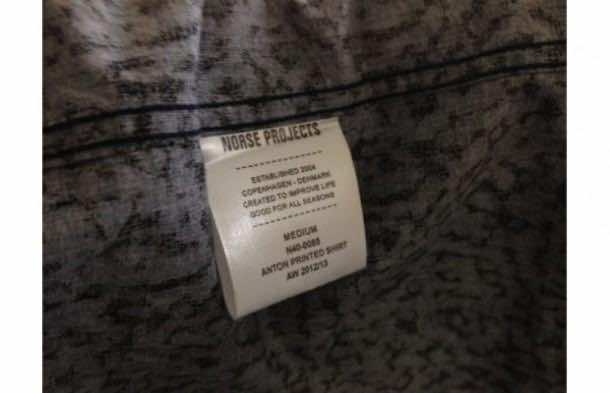 NORSE PROJECTS
ESTABLISHED 2004
COPENHAGEN - DENMARK
CREATED TO IMPROVE LIFE
GOOD FOR ALL SEASONS
MEDIUM
N40-0085
ANTON PRINTED SHIRT
AW 2012/13